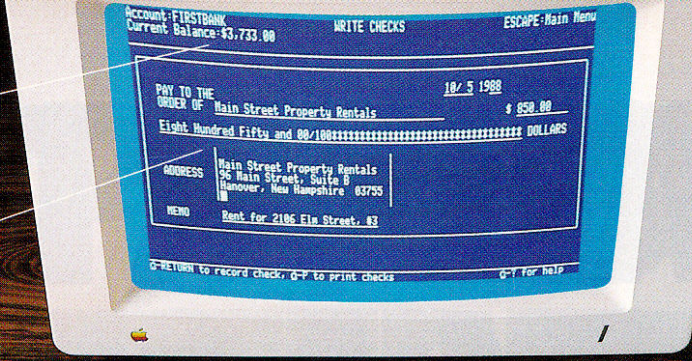 Account:FIRSTBANK WRITE CHECKS ESCAPE:Main Menu
Current Balance:$3,733.00
10/ 5 1988
PAY TO THE
ORDER OF Main Street Property Rentals $ 850.00
Eight Hundred Fifty and 00/100‡‡‡‡‡‡‡‡‡‡‡‡‡‡‡‡‡‡‡‡‡‡‡‡‡‡‡‡‡‡‡‡‡‡‡ DOLLARS
Main Street Property Rentals
ADDRESS 96 Main Street, Suite B
Hanover, New Hampshire 03755
MEMO Rent for 2106 Elm Street, #3
-RETURN to record check, -P to print checks -? for help